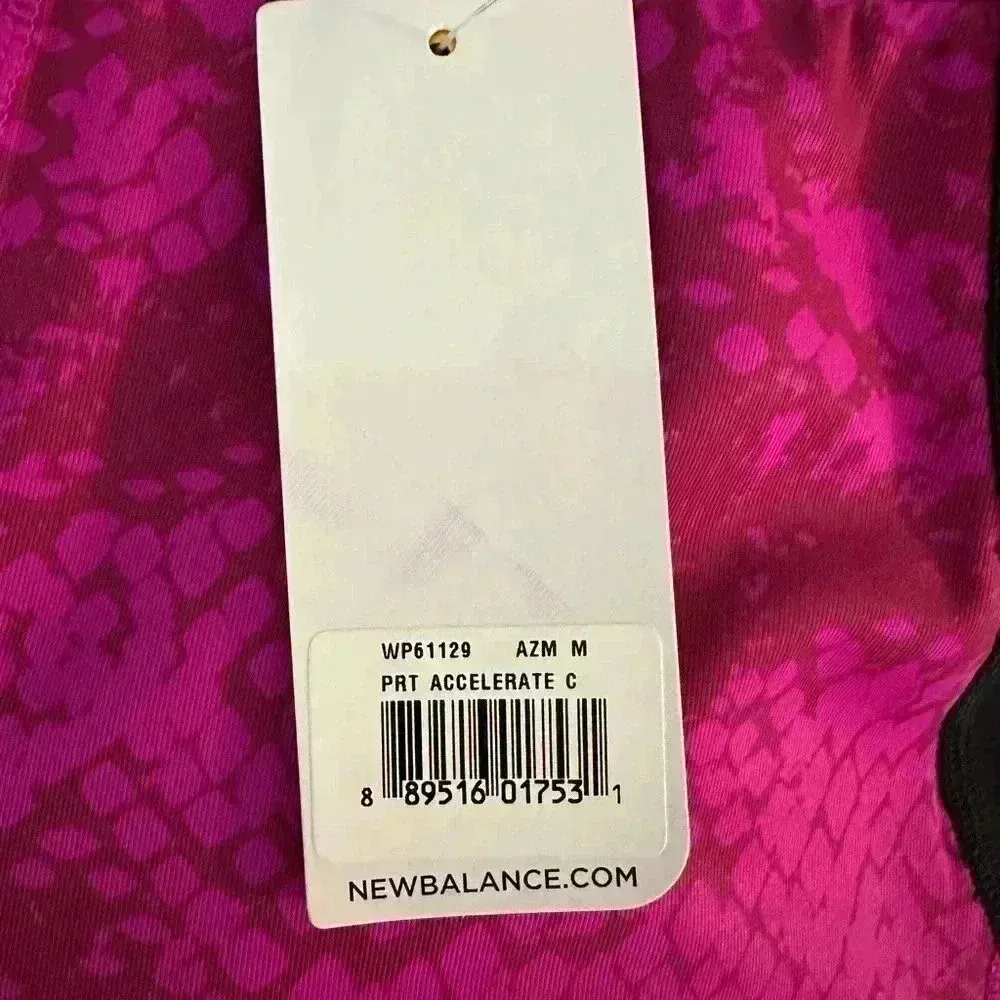 WP61129 AZM M
PRT ACCELERATE C
8 89516 01753 1
NEWBALANCE.COM